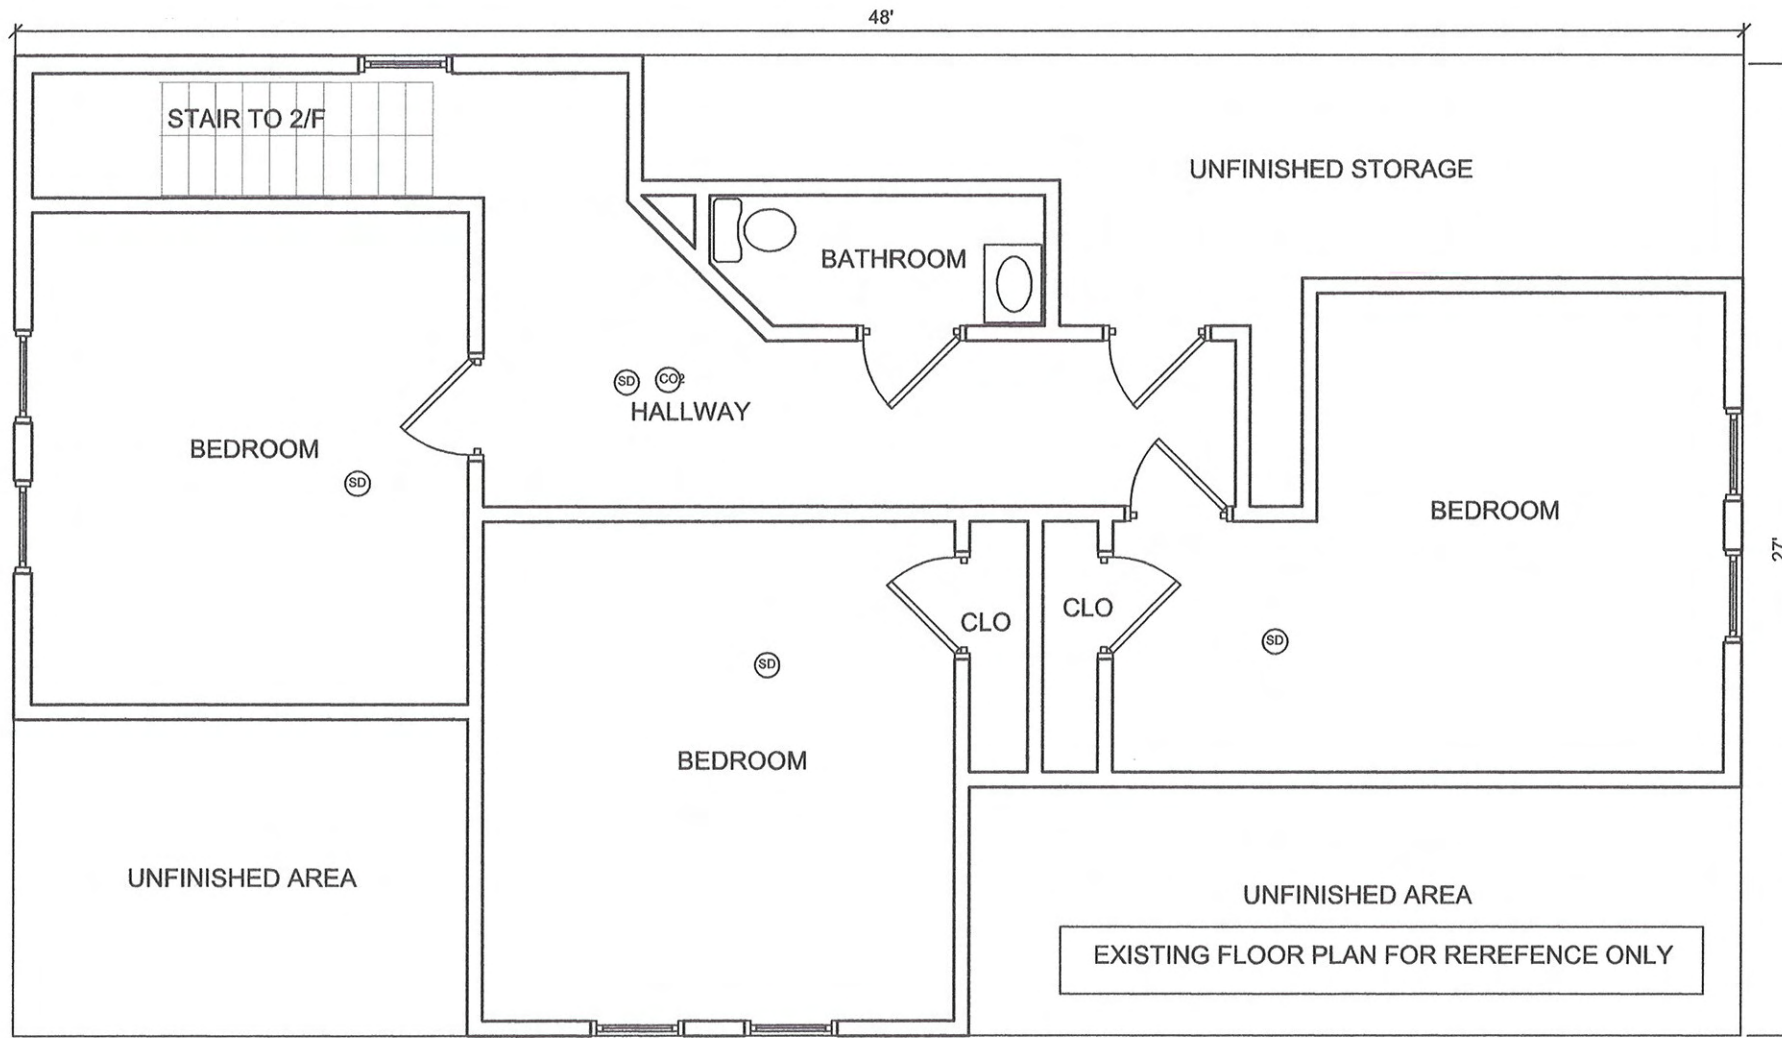 48'
STAIR TO 2/F
UNFINISHED STORAGE
BATHROOM
SD
CO2
HALLWAY
BEDROOM
SD
BEDROOM
27'
CLO
CLO
SD
SD
BEDROOM
UNFINISHED AREA
UNFINISHED AREA
EXISTING FLOOR PLAN FOR REREFENCE ONLY